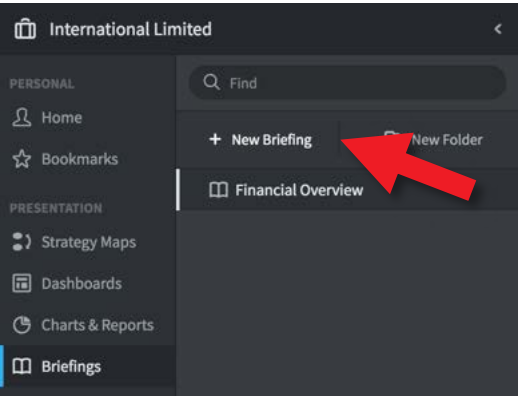 International Limited
PERSONAL
Home
Bookmarks
PRESENTATION
Strategy Maps
Dashboards
Charts & Reports
Briefings
Find
+ New Briefing
New Folder
Financial Overview